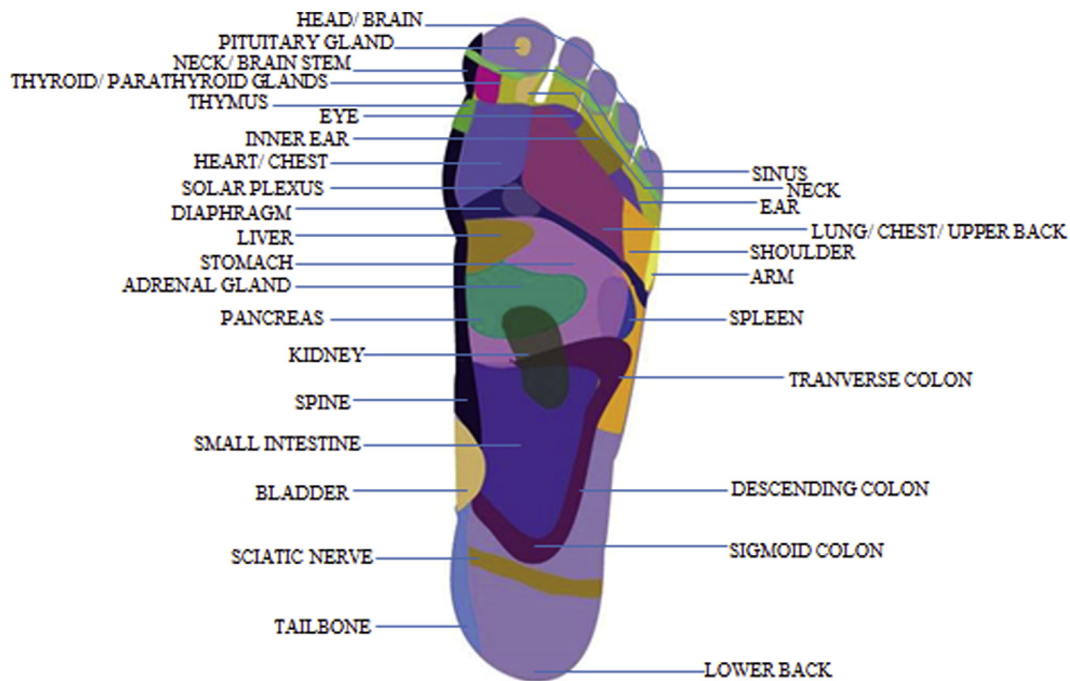 HEAD/ BRAIN
PITUITARY GLAND
NECK/ BRAIN STEM
THYROID/ PARATHYROID GLANDS
THYMUS
EYE
INNER EAR
HEART/ CHEST
SOLAR PLEXUS
DIAPHRAGM
LIVER
STOMACH
ADRENAL GLAND
PANCREAS
KIDNEY
SPINE
SMALL INTESTINE
BLADDER
SCIATIC NERVE
TAILBONE
SINUS
NECK
EAR
LUNG/ CHEST/ UPPER BACK
SHOULDER
ARM
SPLEEN
TRANVERSE COLON
DESCENDING COLON
SIGMOID COLON
LOWER BACK